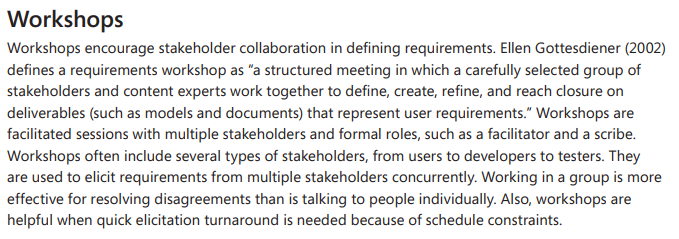 Workshops
Workshops encourage stakeholder collaboration in defining requirements. Ellen Gottesdiener (2002)
defines a requirements workshop as “a structured meeting in which a carefully selected group of
stakeholders and content experts work together to define, create, refine, and reach closure on
deliverables (such as models and documents) that represent user requirements.” Workshops are
facilitated sessions with multiple stakeholders and formal roles, such as a facilitator and a scribe.
Workshops often include several types of stakeholders, from users to developers to testers. They
are used to elicit requirements from multiple stakeholders concurrently. Working in a group is more
effective for resolving disagreements than is talking to people individually. Also, workshops are
helpful when quick elicitation turnaround is needed because of schedule constraints.